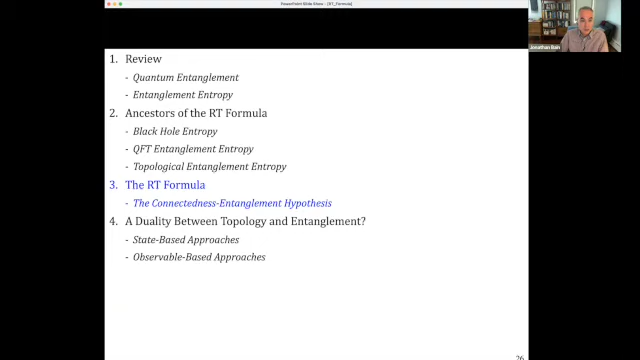 PowerPoint Slide Show - [RT_Formula]
Jonathan Bain
1. Review
- Quantum Entanglement
- Entanglement Entropy
2. Ancestors of the RT Formula
- Black Hole Entropy
- QFT Entanglement Entropy
- Topological Entanglement Entropy
3. The RT Formula
- The Connectedness-Entanglement Hypothesis
4. A Duality Between Topology and Entanglement?
- State-Based Approaches
- Observable-Based Approaches
26